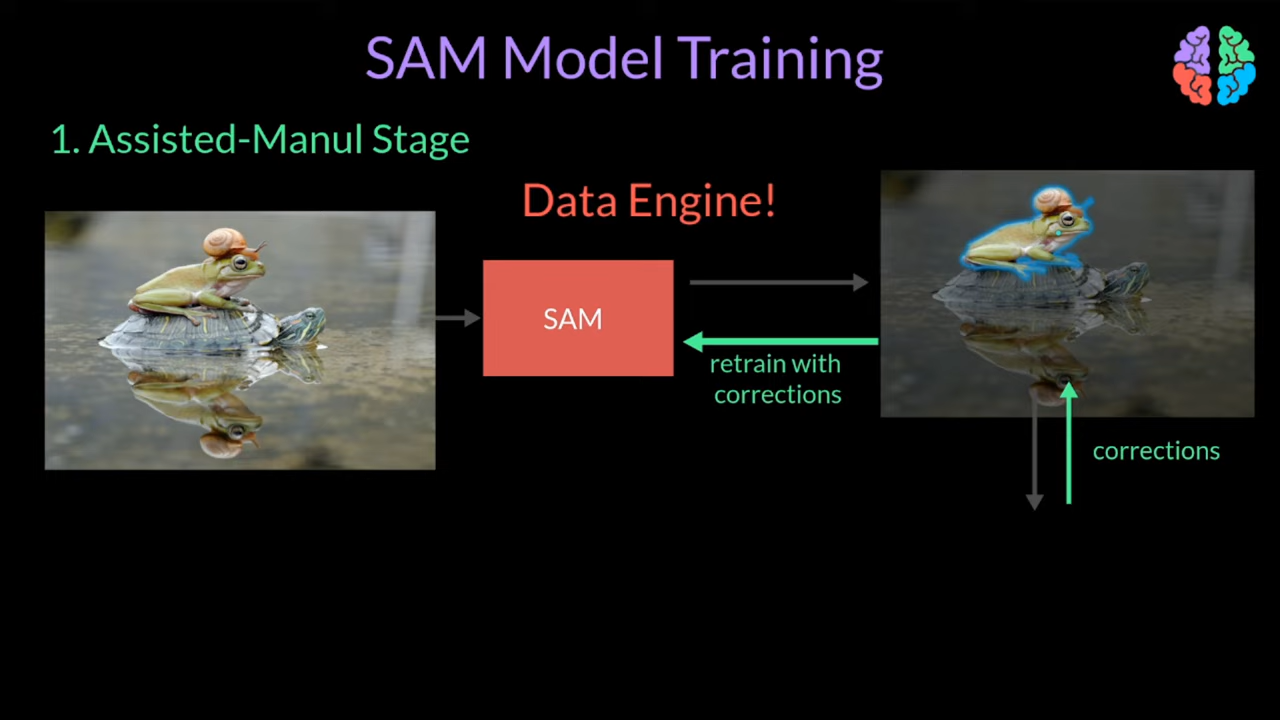 SAM Model Training
1. Assisted-Manul Stage
Data Engine!
SAM
retrain with
corrections
corrections